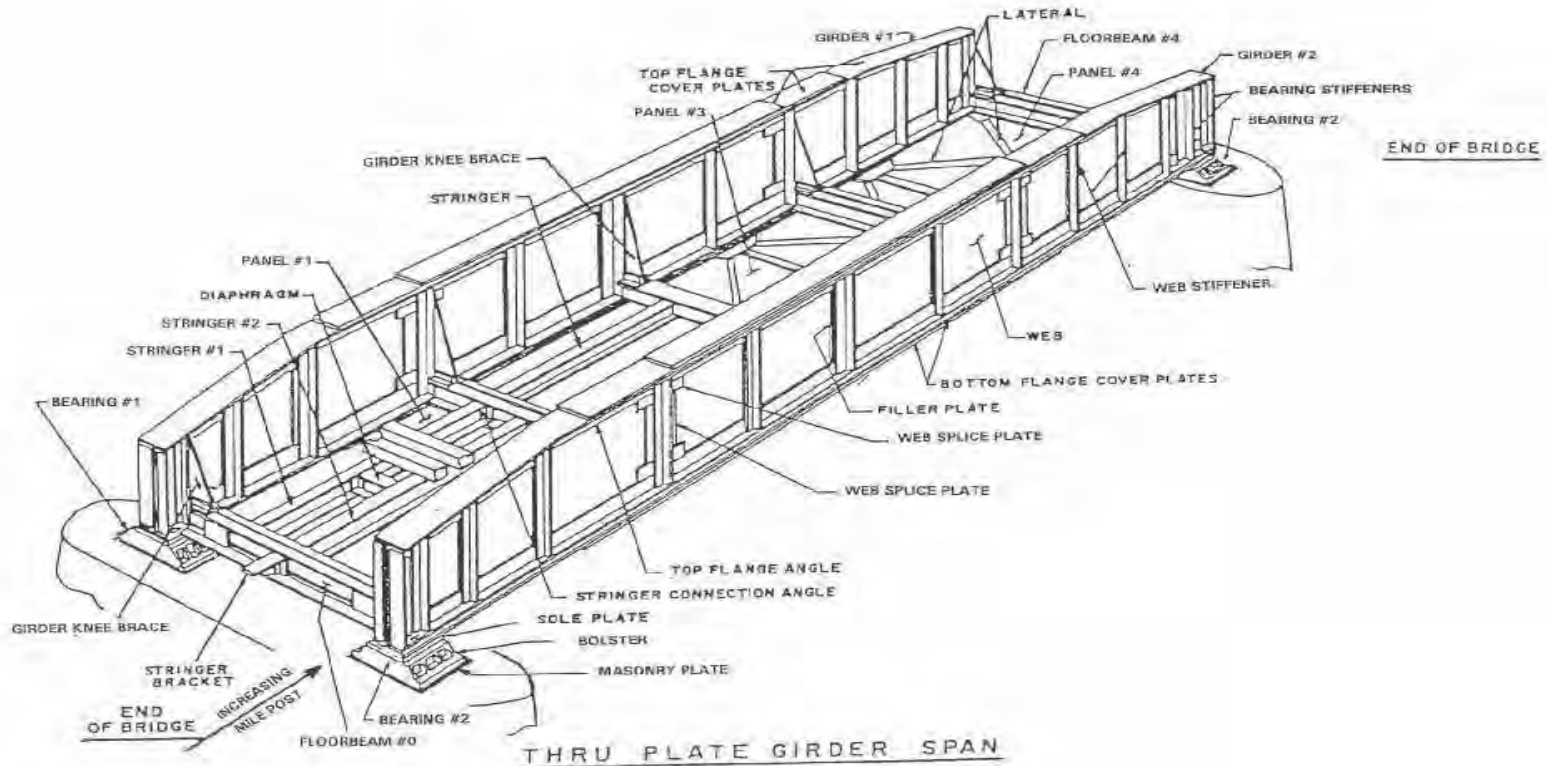 LATERAL
GIRDER #1
FLOORBEAM #4
GIRDER #2
TOP FLANGE
COVER PLATES
PANEL #4
BEARING STIFFENERS
PANEL #3
BEARING #2
END OF BRIDGE
GIRDER KNEE BRACE
STRINGER
PANEL #1
DIAPHRAGM
WEB STIFFENER
STRINGER #2
STRINGER #1
WEB
BOTTOM FLANGE COVER PLATES
BEARING #1
FILLER PLATE
WEB SPLICE PLATE
WEB SPLICE PLATE
TOP FLANGE ANGLE
STRINGER CONNECTION ANGLE
SOLE PLATE
GIRDER KNEE BRACE
BOLSTER
STRINGER
BRACKET
MASONRY PLATE
INCREASING
MILE POST
END
OF BRIDGE
BEARING #2
FLOORBEAM #0
THRU PLATE GIRDER SPAN